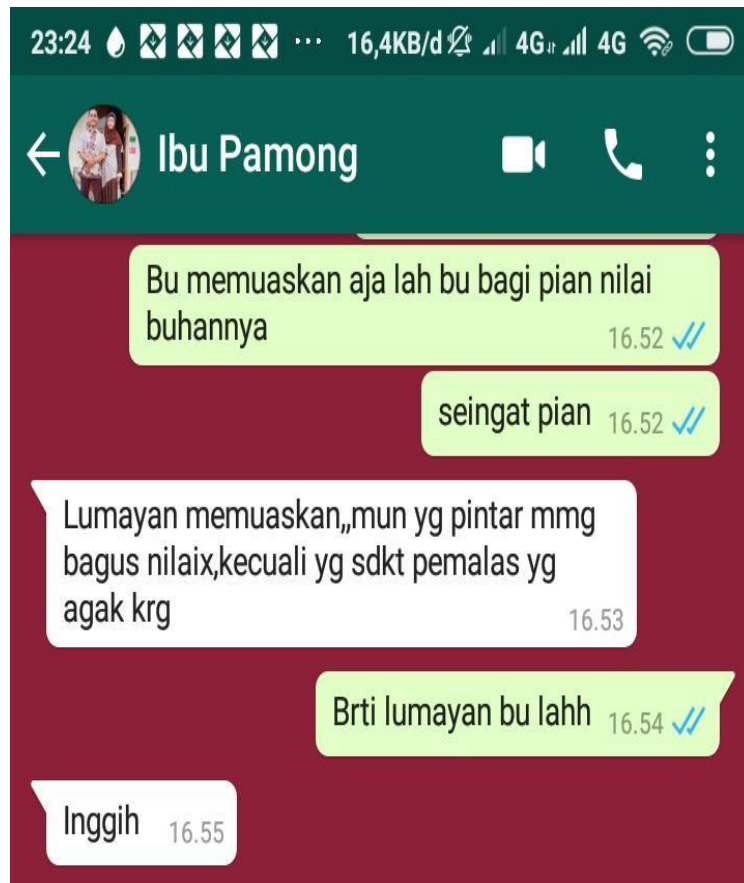 23:24 ... 16,4KB/d 4G 4G
Ibu Pamong
Bu memuaskan aja lah bu bagi pian nilai
buhannya
16.52
seingat pian 16.52
Lumayan memuaskan,,mun yg pintar mmg
bagus nilaix,kecuali yg sdkt pemalas yg
agak krg
16.53
Brti lumayan bu lahh 16.54
Inggih 16.55